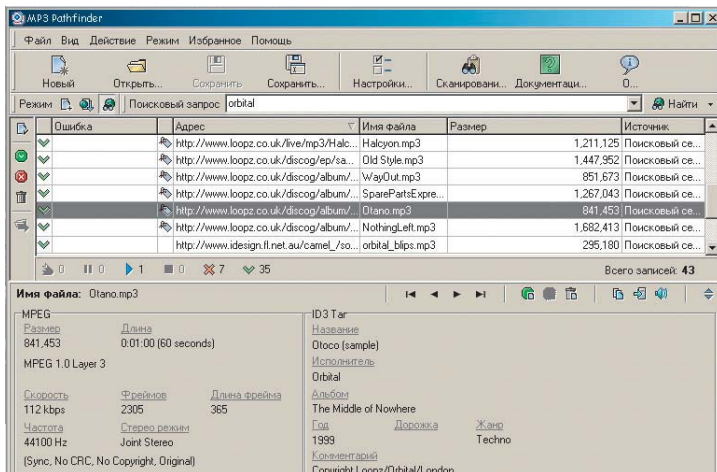 MP3 Pathfinder
Файл Вид Действие Режим Избранное Помощь
Новый Открыть... Сохранить Сохранить... Настройки... Сканировани... Документаци... О...
Режим Поисковый запрос orbital Найти
Ошибка Адрес Имя файла Размер Источник
http://www.loopz.co.uk/live/mp3/Halc... Halcyon.mp3 1,211,125 Поисковый се...
http://www.loopz.co.uk/discog/ep/sa... Old Style.mp3 1,447,952 Поисковый се...
http://www.loopz.co.uk/discog/album/... WayOut.mp3 851,673 Поисковый се...
http://www.loopz.co.uk/discog/album/... SparePartsExpre... 1,267,043 Поисковый се...
http://www.loopz.co.uk/discog/album/... Otano.mp3 841,453 Поисковый се...
http://www.loopz.co.uk/discog/album/... NothingLeft.mp3 1,682,413 Поисковый се...
http://www.idesign.fl.net.au/camel_/so... orbital_blips.mp3 295,180 Поисковый се...
0 0 1 0 7 35 Всего записей: 43
Имя файла: Otano.mp3
MPEG
Размер Длина
841,453 0:01:00 (60 seconds)
MPEG 1.0 Layer 3
Скорость Фреймов Длина фрейма
112 kbps 2305 365
Частота Стерео режим
44100 Hz Joint Stereo
(Sync, No CRC, No Copyright, Original)
ID3 Таг
Название
Otoco (sample)
Исполнитель
Orbital
Альбом
The Middle of Nowhere
Год Дорожка Жанр
1999 Techno
Комментарий
Copyright Loopz/Orbital/London